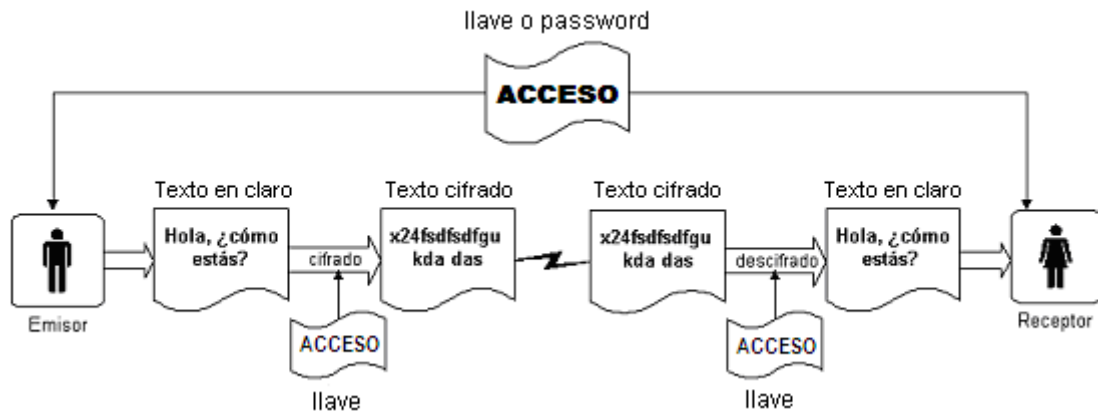 llave o password
ACCESO
Texto en claro
Texto cifrado
Texto cifrado
Texto en claro
Hola, ¿cómo
estás?
cifrado
x24fsdfsdfgu
kda das
x24fsdfsdfgu
kda das
descifrado
Hola, ¿cómo
estás?
Emisor
Receptor
ACCESO
llave
ACCESO
llave